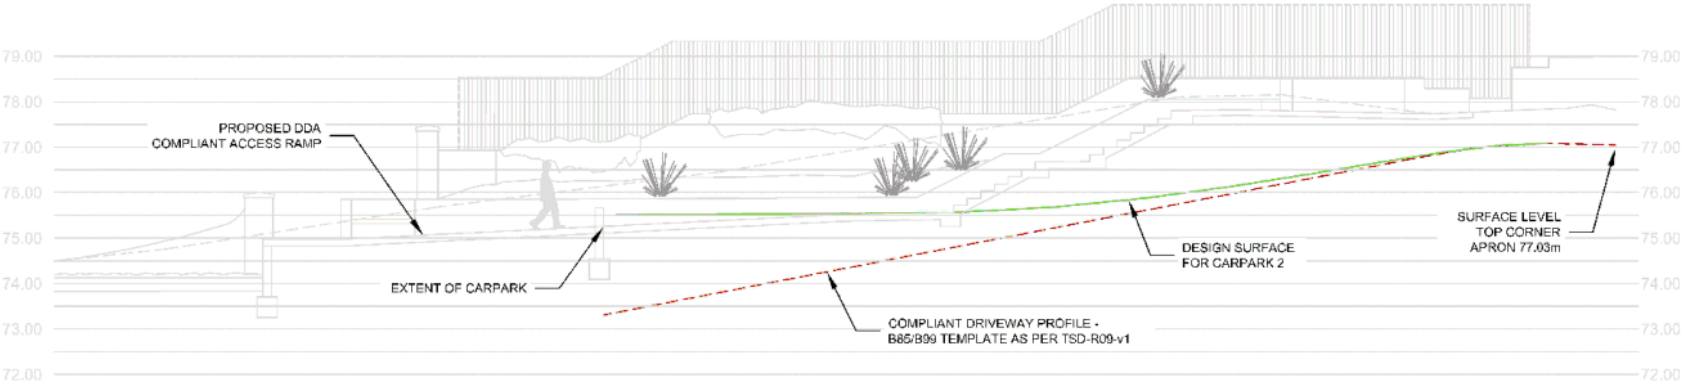 79.00
79.00
78.00
78.00
PROPOSED DDA
COMPLIANT ACCESS RAMP
77.00
77.00
76.00
76.00
SURFACE LEVEL
TOP CORNER
APRON 77.03m
75.00
75.00
DESIGN SURFACE
FOR CARPARK 2
74.00
74.00
EXTENT OF CARPARK
COMPLIANT DRIVEWAY PROFILE -
B85/B99 TEMPLATE AS PER TSD-R09-v1
73.00
73.00
72.00
72.00